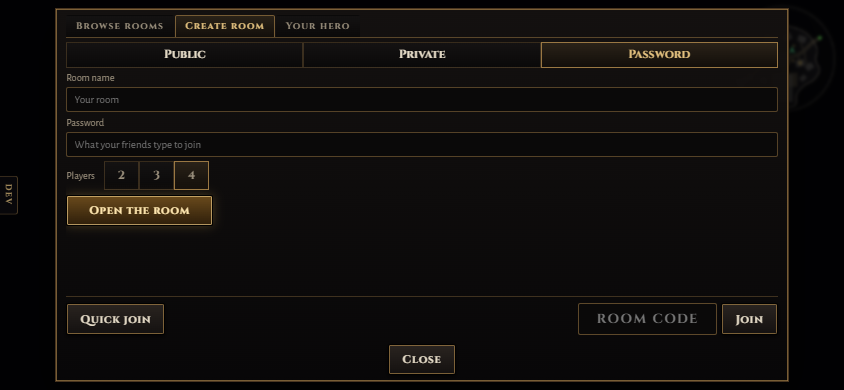 BROWSE ROOMS CREATE ROOM YOUR HERO
PUBLIC PRIVATE PASSWORD
Room name
Your room
Password
What your friends type to join
Players 2 3 4
DEV
OPEN THE ROOM
QUICK JOIN ROOM CODE JOIN
CLOSE